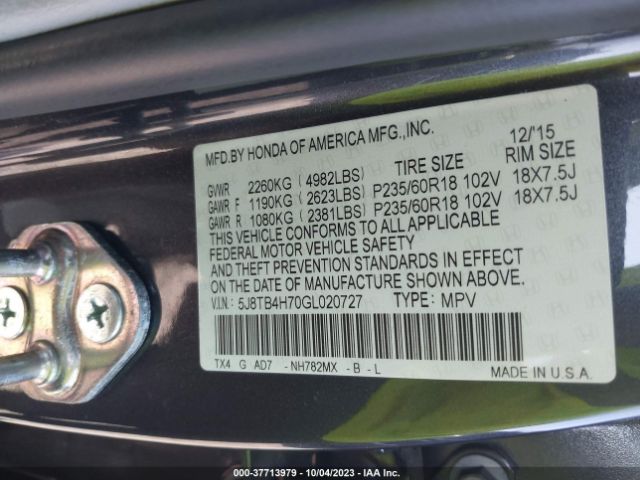 MFD.BY HONDA OF AMERICA MFG.,INC. 12/'15
GVWR 2260KG (4982LBS) TIRE SIZE RIM SIZE
GAWR F 1190KG (2623LBS) P235/60R18 102V 18X7.5J
GAWR R 1080KG (2381LBS) P235/60R18 102V 18X7.5J
THIS VEHICLE CONFORMS TO ALL APPLICABLE
FEDERAL MOTOR VEHICLE SAFETY
AND THEFT PREVENTION STANDARDS IN EFFECT
ON THE DATE OF MANUFACTURE SHOWN ABOVE.
V.I.N.: 5J8TB4H70GL020727 TYPE: MPV
TX4 G AD7 -NH782MX -B-L
MADE IN U.S.A.
000-37713979 | 10/04/2023 | IAA Inc.